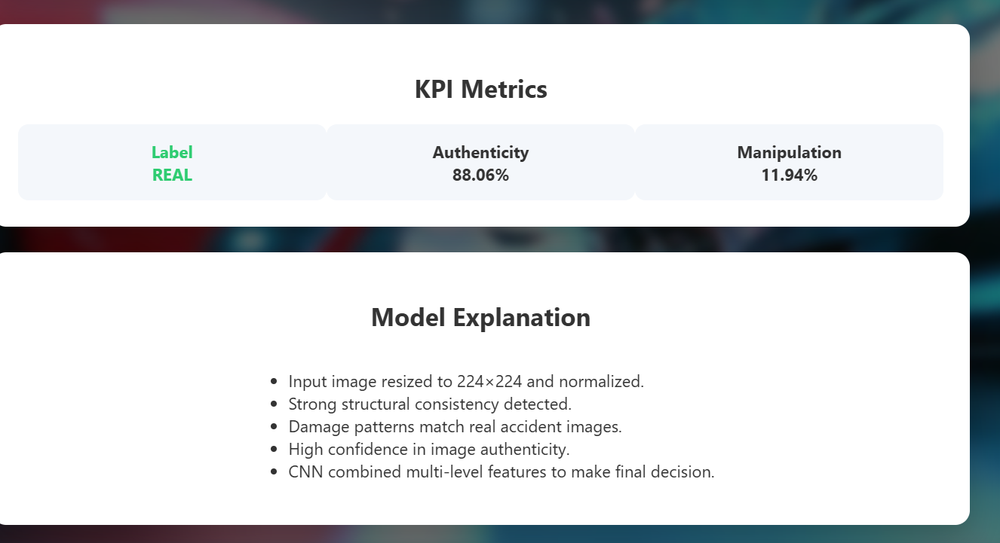 KPI Metrics
Label
REAL
Authenticity
88.06%
Manipulation
11.94%
Model Explanation
Input image resized to 224×224 and normalized.
Strong structural consistency detected.
Damage patterns match real accident images.
High confidence in image authenticity.
CNN combined multi-level features to make final decision.